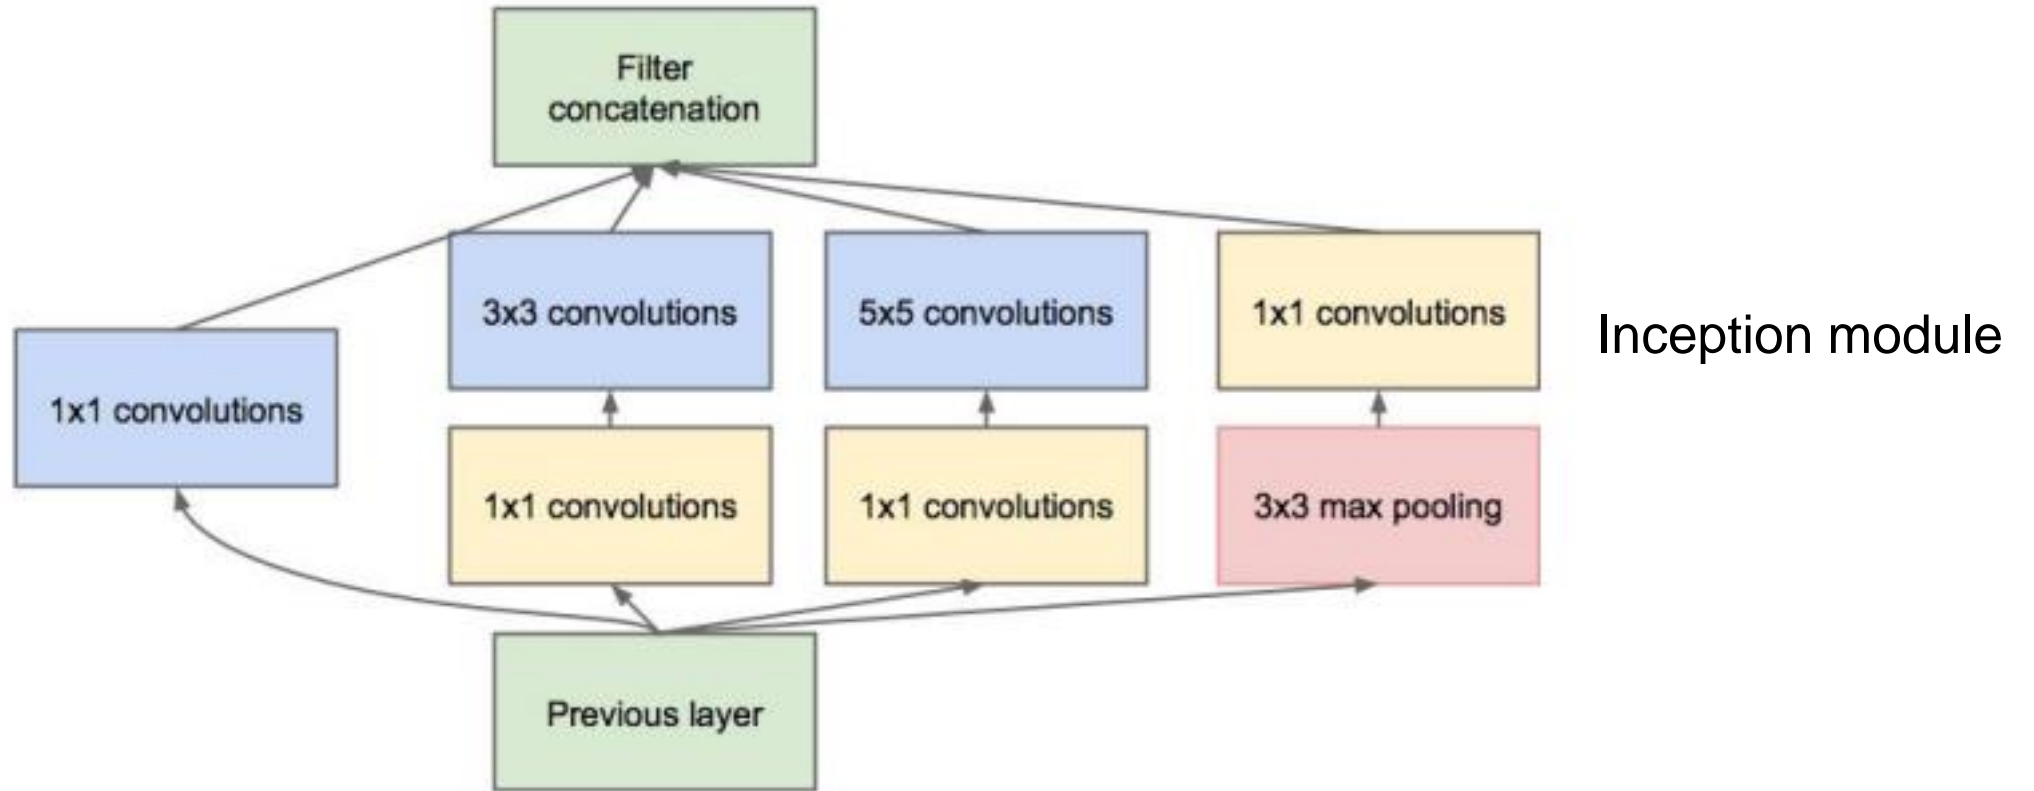 Filter
concatenation
3x3 convolutions
5x5 convolutions
1x1 convolutions
Inception module
1x1 convolutions
1x1 convolutions
1x1 convolutions
3x3 max pooling
Previous layer